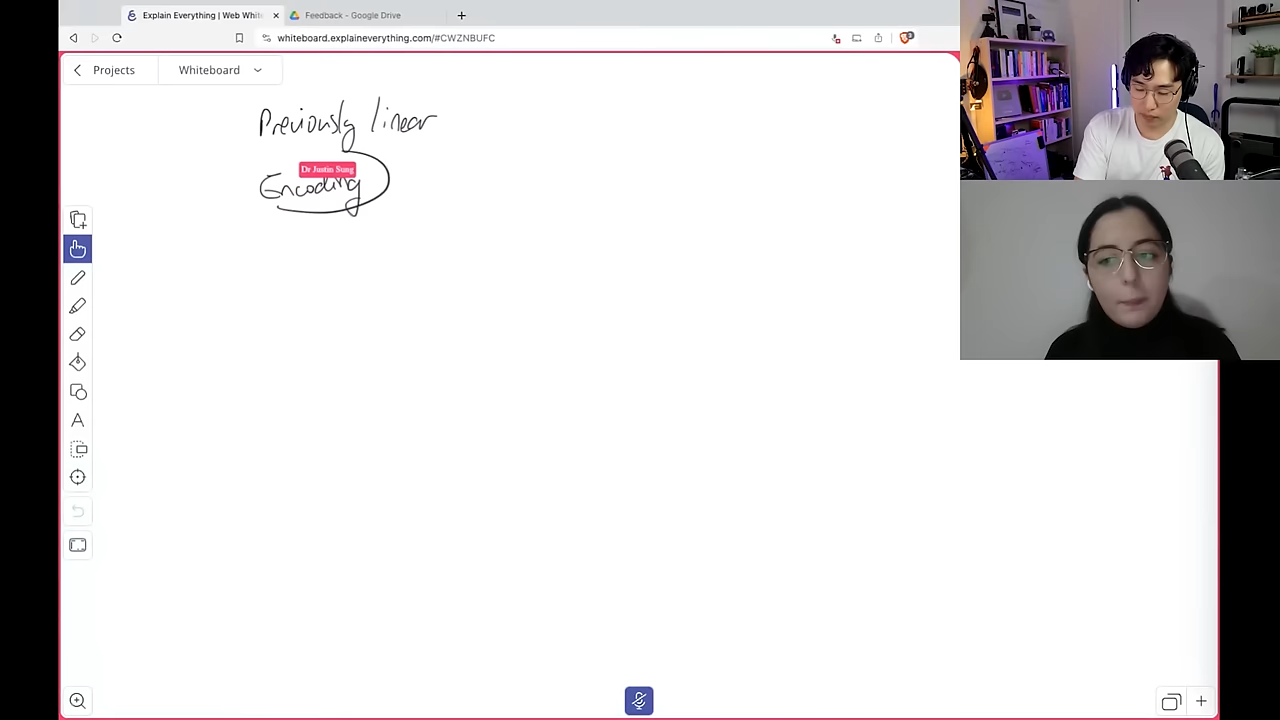 Explain Everything | Web White
Feedback - Google Drive
whiteboard.explaineverything.com/#CWZNBUFC
Projects
Whiteboard
Previously linear
Dr Justin Sung
Encoding